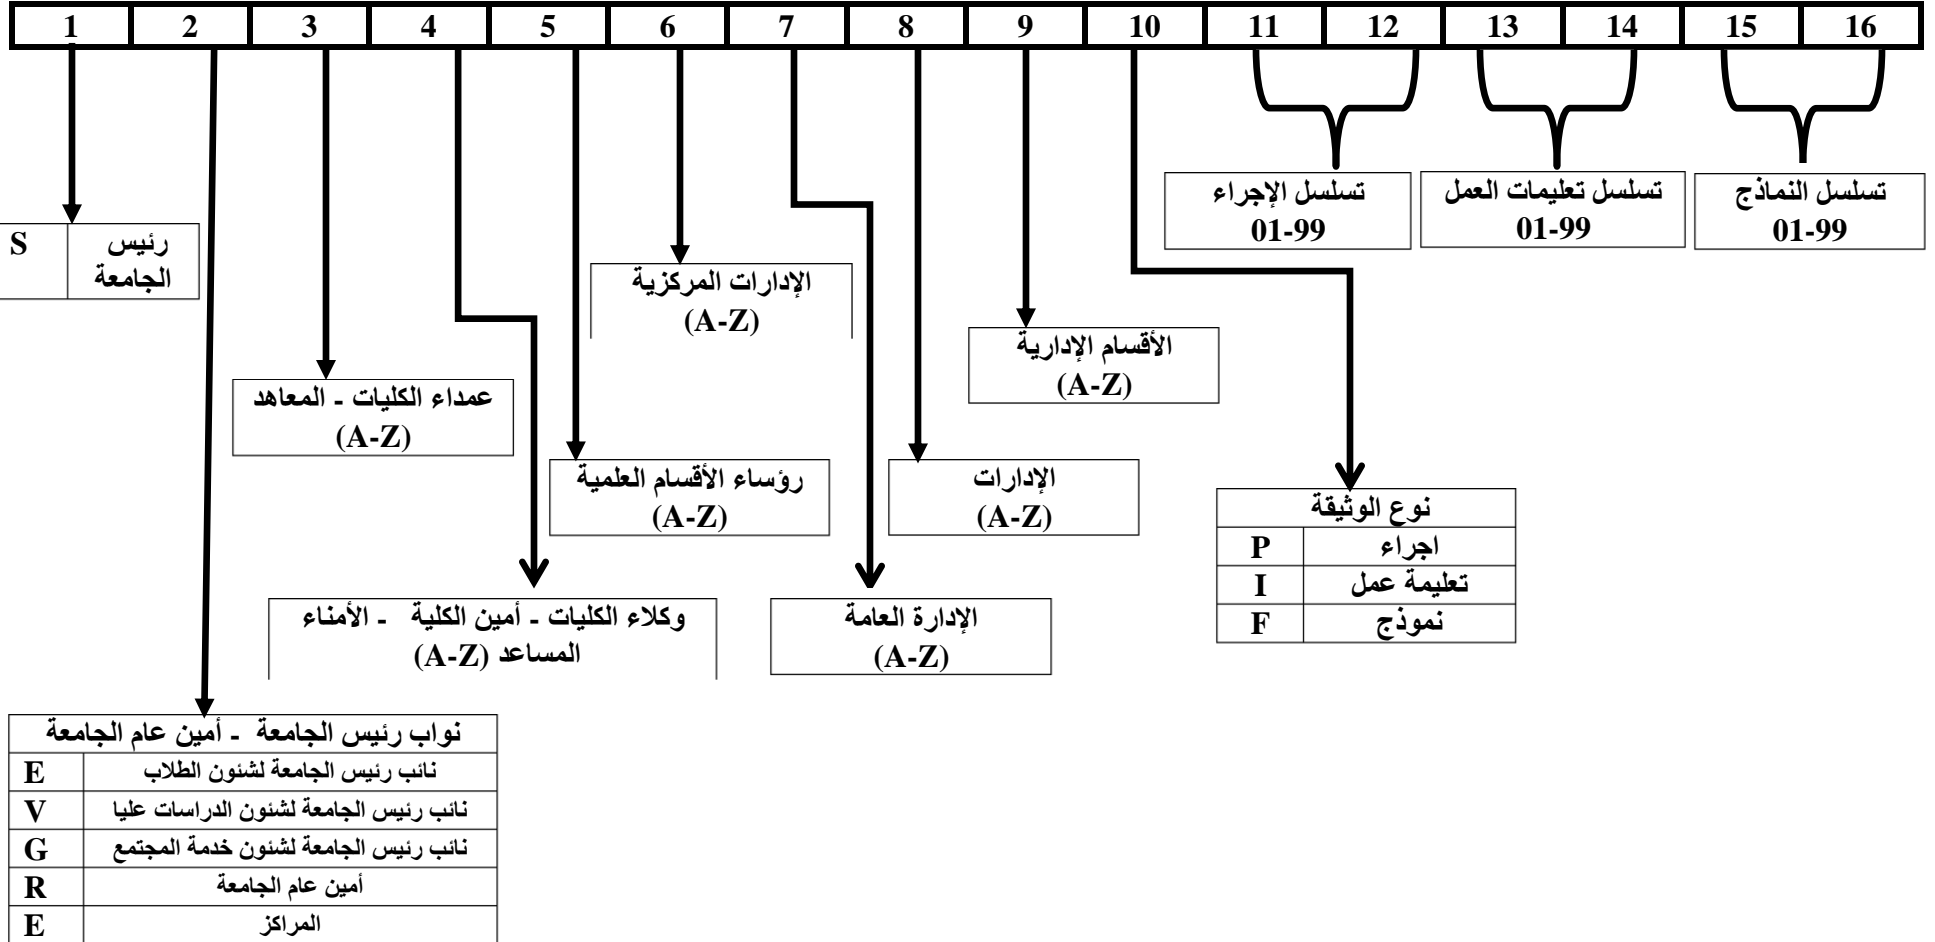 1 2 3 4 5 6 7 8 9 10 11 12 13 14 15 16
تسلسل الإجراء
01-99
تسلسل تعليمات العمل
01-99
تسلسل النماذج
01-99
S رئيس
الجامعة
الإدارات المركزية
(A-Z)
الأقسام الإدارية
(A-Z)
عمداء الكليات - المعاهد
(A-Z)
رؤساء الأقسام العلمية
(A-Z)
الإدارات
(A-Z)
نوع الوثيقة
P اجراء
I تعليمة عمل
F نموذج
وكلاء الكليات - أمين الكلية - الأمناء
المساعد (A-Z)
الإدارة العامة
(A-Z)
نواب رئيس الجامعة - أمين عام الجامعة
E نائب رئيس الجامعة لشئون الطلاب
V نائب رئيس الجامعة لشئون الدراسات عليا
G نائب رئيس الجامعة لشئون خدمة المجتمع
R أمين عام الجامعة
E المراكز